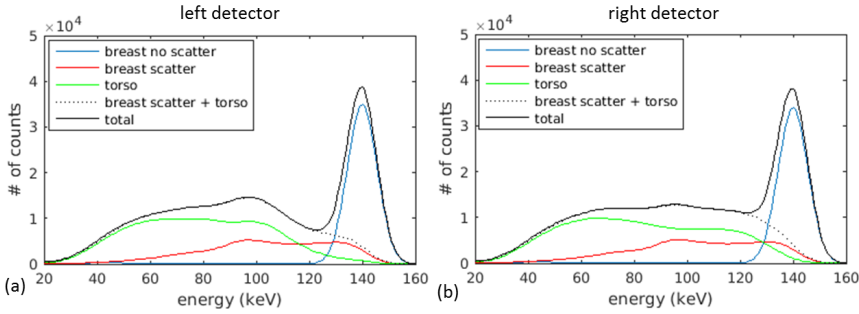 left detector
×10⁴
5
4
3
2
1
0
# of counts
breast no scatter
breast scatter
torso
breast scatter + torso
total
20 40 60 80 100 120 140 160
energy (keV)
(a)
right detector
×10⁴
5
4
3
2
1
0
# of counts
breast no scatter
breast scatter
torso
breast scatter + torso
total
20 40 60 80 100 120 140 160
energy (keV)
(b)